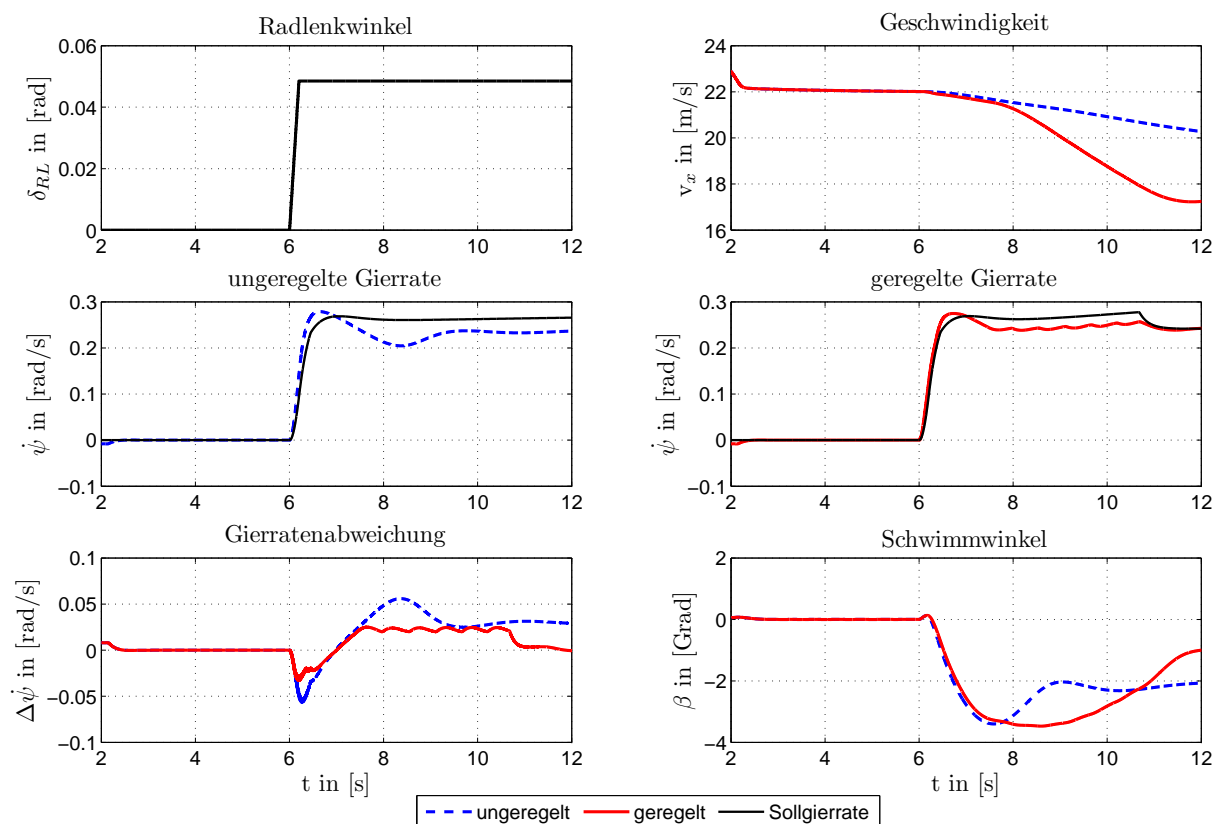 Radlenkwinkel
δRL in [rad]
0.06
0.04
0.02
0
2 4 6 8 10 12
Geschwindigkeit
vx in [m/s]
24
22
20
18
16
2 4 6 8 10 12
ungeregelte Gierrate
ψ̇ in [rad/s]
0.3
0.2
0.1
0
−0.1
2 4 6 8 10 12
geregelte Gierrate
ψ̇ in [rad/s]
0.3
0.2
0.1
0
−0.1
2 4 6 8 10 12
Gierratenabweichung
Δψ̇ in [rad/s]
0.1
0.05
0
−0.05
−0.1
2 4 6 8 10 12
t in [s]
Schwimmwinkel
β in [Grad]
2
0
−2
−4
2 4 6 8 10 12
t in [s]
ungeregelt geregelt Sollgierrate